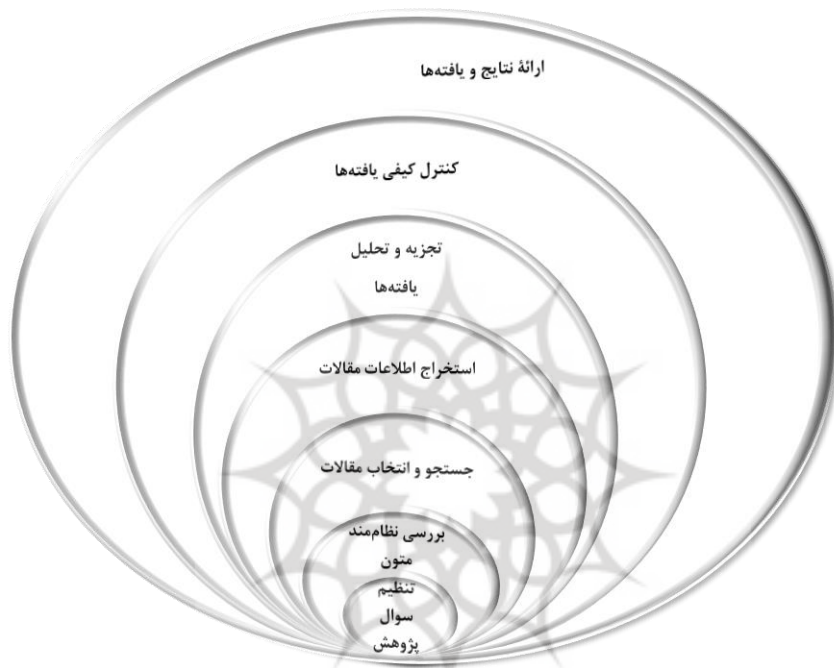 ارائهٔ نتایج و یافته‌ها
کنترل کیفی یافته‌ها
تجزیه و تحلیل
یافته‌ها
استخراج اطلاعات مقالات
جستجو و انتخاب مقالات
بررسی نظام‌مند
متون
تنظیم
سوال
پژوهش